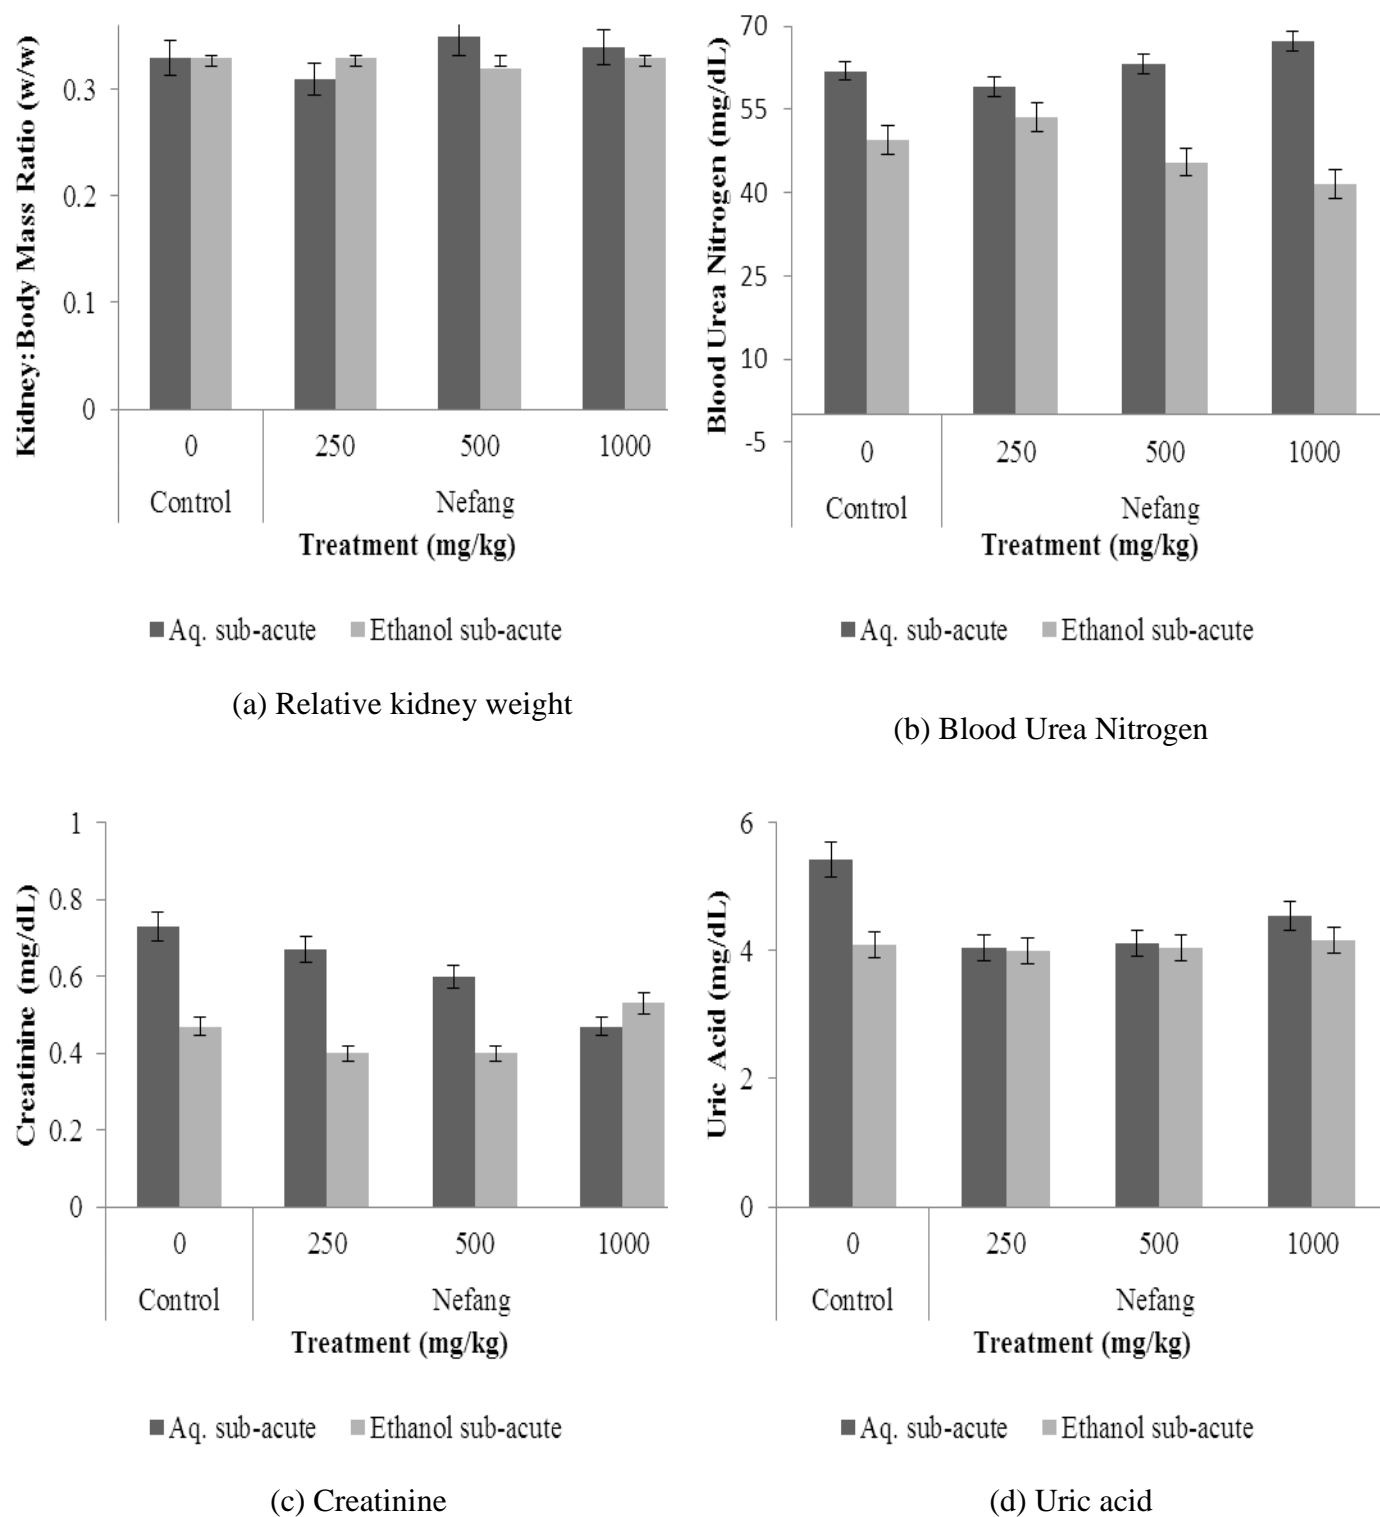 Kidney:Body Mass Ratio (w/w)
0.3
0.2
0.1
0
0 250 500 1000
Control Nefang
Treatment (mg/kg)
Aq. sub-acute Ethanol sub-acute
(a) Relative kidney weight
Blood Urea Nitrogen (mg/dL)
70
55
40
25
10
-5
0 250 500 1000
Control Nefang
Treatment (mg/kg)
Aq. sub-acute Ethanol sub-acute
(b) Blood Urea Nitrogen
Creatinine (mg/dL)
1
0.8
0.6
0.4
0.2
0
0 250 500 1000
Control Nefang
Treatment (mg/kg)
Aq. sub-acute Ethanol sub-acute
(c) Creatinine
Uric Acid (mg/dL)
6
4
2
0
0 250 500 1000
Control Nefang
Treatment (mg/kg)
Aq. sub-acute Ethanol sub-acute
(d) Uric acid